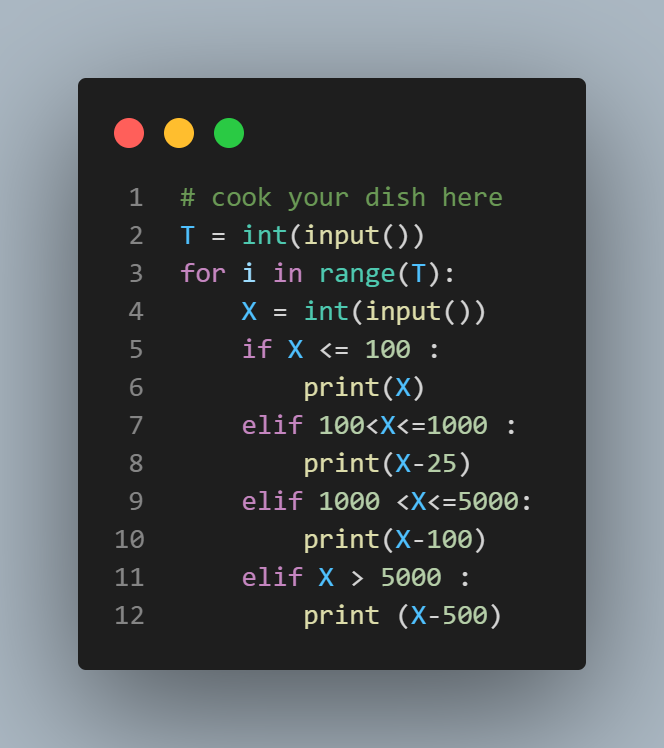 1 # cook your dish here
2 T = int(input())
3 for i in range(T):
4     X = int(input())
5     if X <= 100 :
6         print(X)
7     elif 100<X<=1000 :
8         print(X-25)
9     elif 1000 <X<=5000:
10         print(X-100)
11     elif X > 5000 :
12         print (X-500)